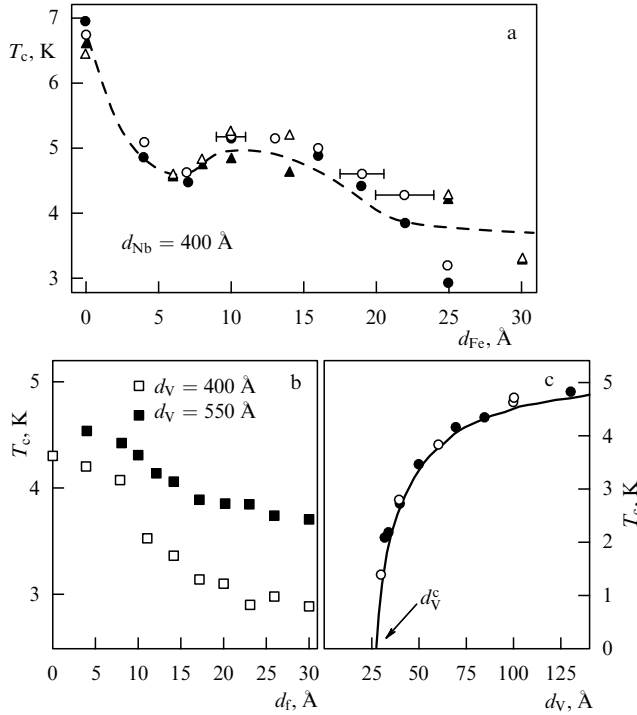 7
6
5
4
3
T_c, K
a
d_Nb = 400 Å
0 5 10 15 20 25 30
d_Fe, Å
5
4
3
T_c, K
b
d_V = 400 Å
d_V = 550 Å
0 5 10 15 20 25 30
d_f, Å
c
5
4
3
2
1
0
T_c, K
d_V^c
25 50 75 100 125
d_V, Å